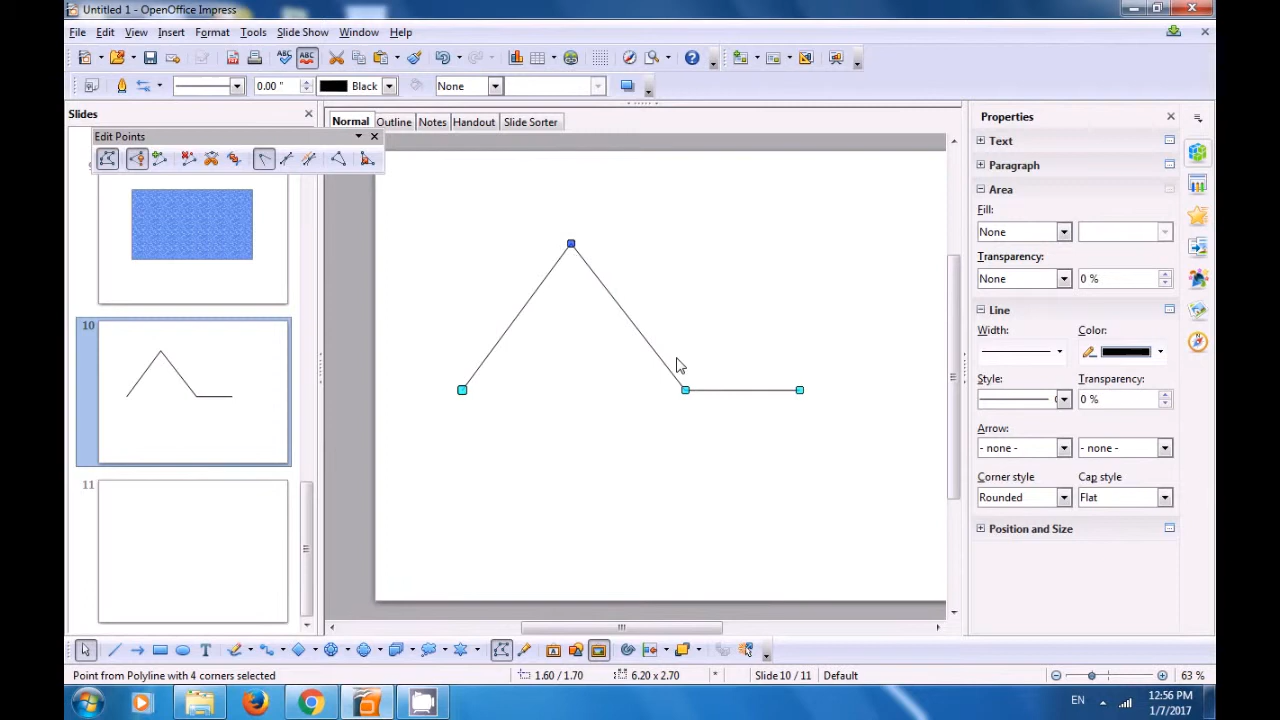 Untitled 1 - OpenOffice Impress
File Edit View Insert Format Tools Slide Show Window Help
0.00 " Black None
Slides
Normal Outline Notes Handout Slide Sorter
Properties
Edit Points
Text
Paragraph
Area
Fill:
None
Transparency:
None 0 %
10
Line
Width: Color:
Style: Transparency:
0 %
Arrow:
- none - - none -
Corner style Cap style
Rounded Flat
11
Position and Size
Point from Polyline with 4 corners selected 1.60 / 1.70 6.20 x 2.70 * Slide 10 / 11 Default 63 %
EN 12:56 PM
1/7/2017